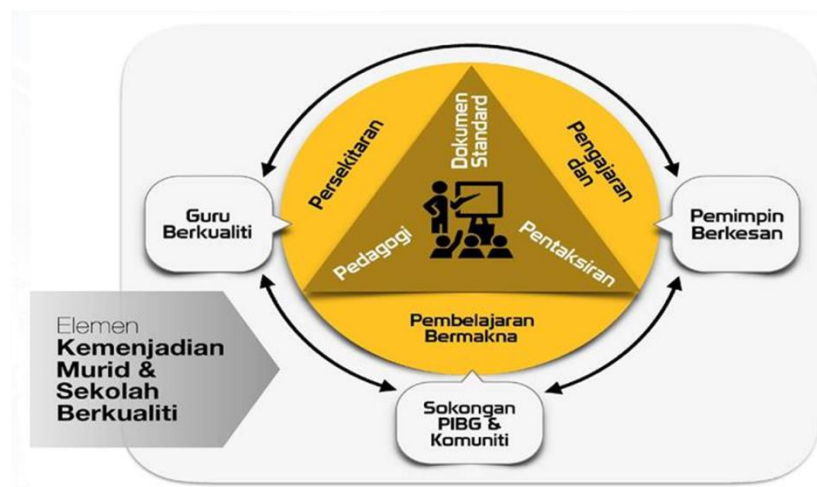 Persekitaran
Pengajaran
dan
Dokumen
Standard
Guru
Berkualiti
Pemimpin
Berkesan
Pedagogi
Pentaksiran
Pembelajaran
Bermakna
Elemen
Kemenjadian
Murid &
Sekolah
Berkualiti
Sokongan
PIBG &
Komuniti